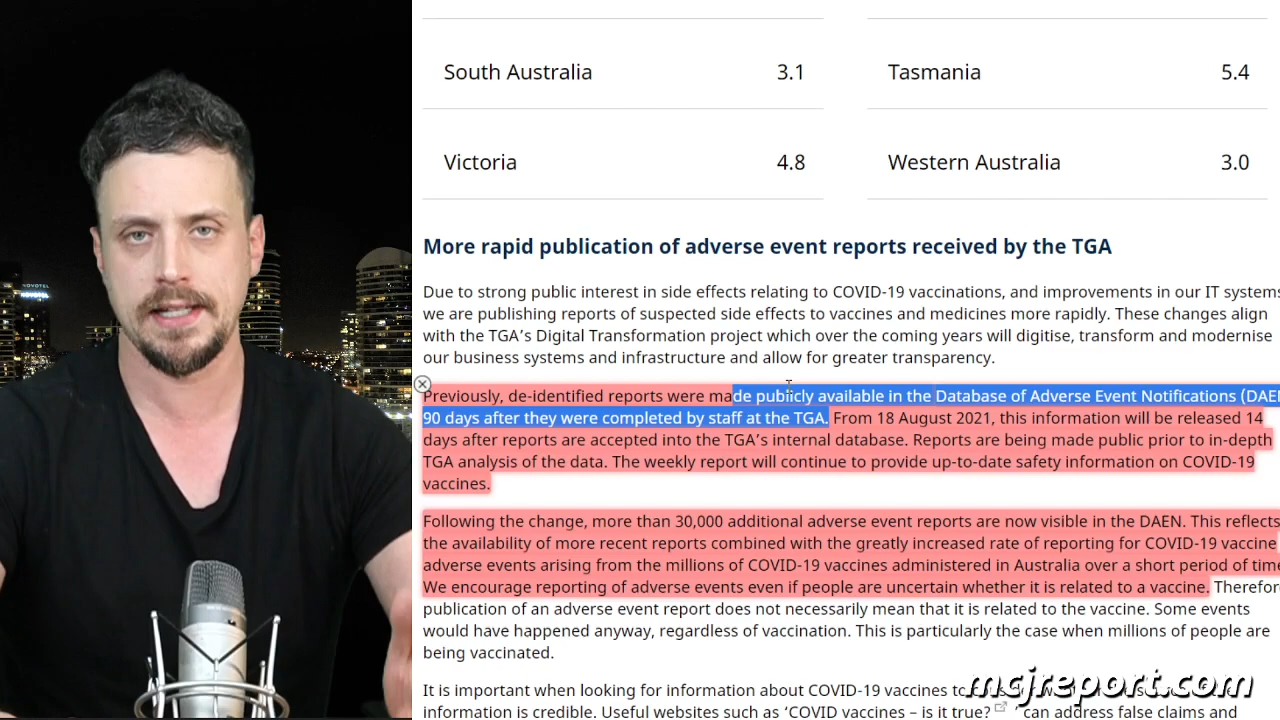 South Australia 3.1 Tasmania 5.4
Victoria 4.8 Western Australia 3.0
More rapid publication of adverse event reports received by the TGA
Due to strong public interest in side effects relating to COVID-19 vaccinations, and improvements in our IT systems
we are publishing reports of suspected side effects to vaccines and medicines more rapidly. These changes align
with the TGA's Digital Transformation project which over the coming years will digitise, transform and modernise
our business systems and infrastructure and allow for greater transparency.
Previously, de-identified reports were made publicly available in the Database of Adverse Event Notifications (DAEN
90 days after they were completed by staff at the TGA. From 18 August 2021, this information will be released 14
days after reports are accepted into the TGA's internal database. Reports are being made public prior to in-depth
TGA analysis of the data. The weekly report will continue to provide up-to-date safety information on COVID-19
vaccines.
Following the change, more than 30,000 additional adverse event reports are now visible in the DAEN. This reflects
the availability of more recent reports combined with the greatly increased rate of reporting for COVID-19 vaccine
adverse events arising from the millions of COVID-19 vaccines administered in Australia over a short period of time
We encourage reporting of adverse events even if people are uncertain whether it is related to a vaccine. Therefor
publication of an adverse event report does not necessarily mean that it is related to the vaccine. Some events
would have happened anyway, regardless of vaccination. This is particularly the case when millions of people are
being vaccinated.
It is important when looking for information about COVID-19 vaccines to
information is credible. Useful websites such as ‘COVID vaccines – is it true?’ can address false claims and
mcjreport.com
NOVOTEL